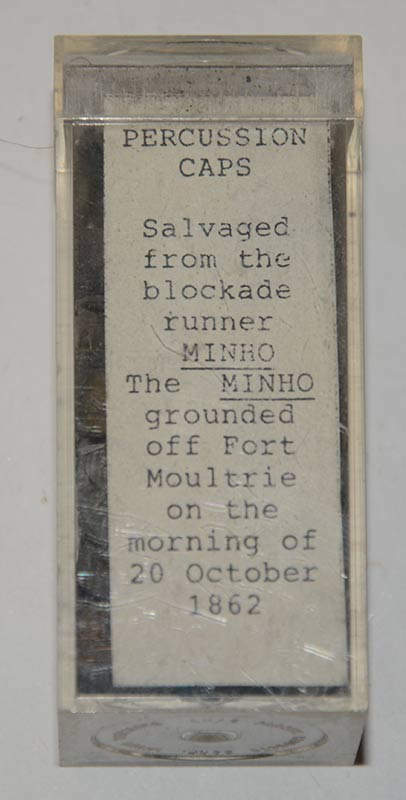 PERCUSSION
CAPS
Salvaged
from the
blockade
runner
MINHO
The MINHO
grounded
off Fort
Moultrie
on the
morning of
20 October
1862